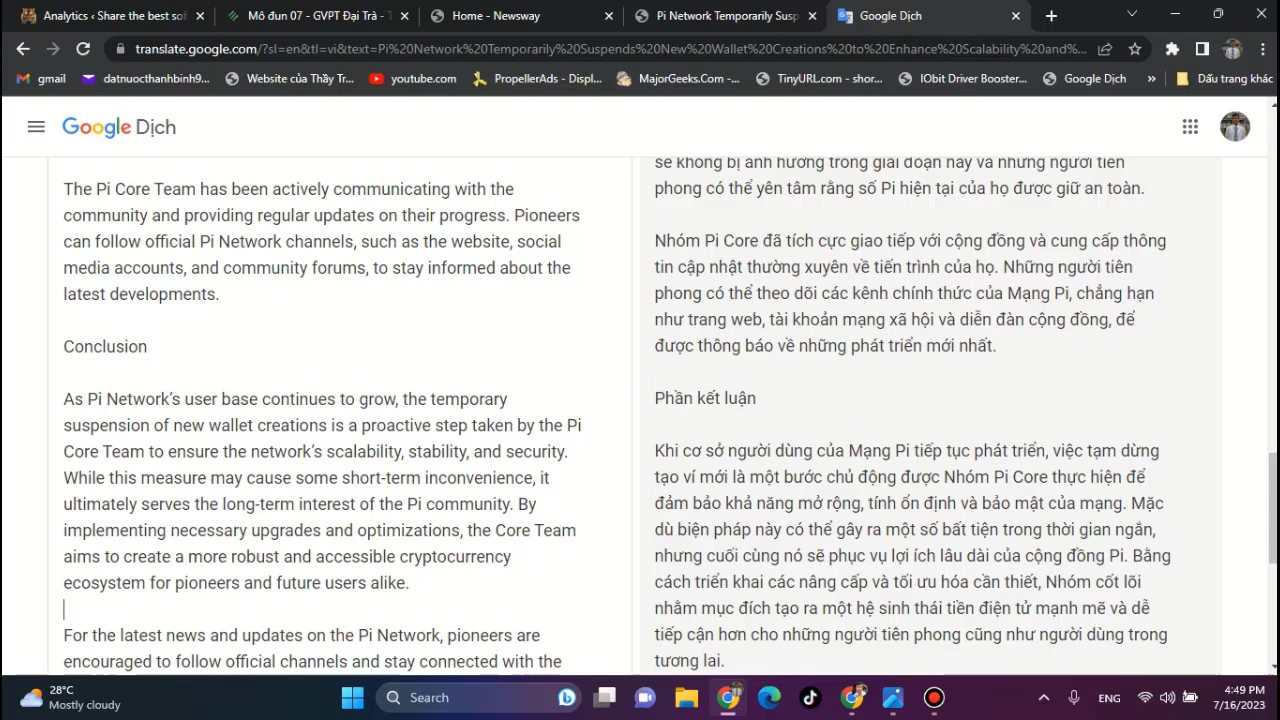 Analytics ‹ Share the best sof
Mô đun 07 - GVPT Đại Trà - T
Home - Newsway
Pi Network Temporarily Susp
Google Dịch
translate.google.com/?sl=en&tl=vi&text=Pi%20Network%20Temporarily%20Suspends%20New%20Wallet%20Creations%20to%20Enhance%20Scalability%20and%...
gmail
datnuocthanhbinh9...
Website của Thầy Tr...
youtube.com
PropellerAds - Displ...
MajorGeeks.Com -...
TinyURL.com - shor...
IObit Driver Booster...
Google Dịch
»
Dấu trang khác
Google Dịch
The Pi Core Team has been actively communicating with the
community and providing regular updates on their progress. Pioneers
can follow official Pi Network channels, such as the website, social
media accounts, and community forums, to stay informed about the
latest developments.
Conclusion
As Pi Network’s user base continues to grow, the temporary
suspension of new wallet creations is a proactive step taken by the Pi
Core Team to ensure the network’s scalability, stability, and security.
While this measure may cause some short-term inconvenience, it
ultimately serves the long-term interest of the Pi community. By
implementing necessary upgrades and optimizations, the Core Team
aims to create a more robust and accessible cryptocurrency
ecosystem for pioneers and future users alike.
For the latest news and updates on the Pi Network, pioneers are
encouraged to follow official channels and stay connected with the
sẽ không bị ảnh hưởng trong giai đoạn này và những người tiên
phong có thể yên tâm rằng số Pi hiện tại của họ được giữ an toàn.
Nhóm Pi Core đã tích cực giao tiếp với cộng đồng và cung cấp thông
tin cập nhật thường xuyên về tiến trình của họ. Những người tiên
phong có thể theo dõi các kênh chính thức của Mạng Pi, chẳng hạn
như trang web, tài khoản mạng xã hội và diễn đàn cộng đồng, để
được thông báo về những phát triển mới nhất.
Phần kết luận
Khi cơ sở người dùng của Mạng Pi tiếp tục phát triển, việc tạm dừng
tạo ví mới là một bước chủ động được Nhóm Pi Core thực hiện để
đảm bảo khả năng mở rộng, tính ổn định và bảo mật của mạng. Mặc
dù biện pháp này có thể gây ra một số bất tiện trong thời gian ngắn,
nhưng cuối cùng nó sẽ phục vụ lợi ích lâu dài của cộng đồng Pi. Bằng
cách triển khai các nâng cấp và tối ưu hóa cần thiết, Nhóm cốt lõi
nhằm mục đích tạo ra một hệ sinh thái tiền điện tử mạnh mẽ và dễ
tiếp cận hơn cho những người tiên phong cũng như người dùng trong
tương lai.
28°C
Mostly cloudy
Search
ENG
4:49 PM
7/16/2023